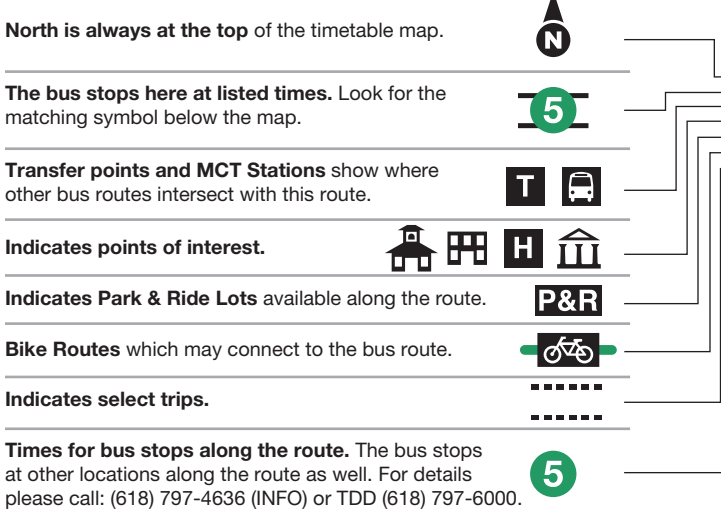 North is always at the top of the timetable map.
N
The bus stops here at listed times. Look for the
matching symbol below the map.
5
Transfer points and MCT Stations show where
other bus routes intersect with this route.
T
Indicates points of interest.
H
Indicates Park & Ride Lots available along the route.
P&R
Bike Routes which may connect to the bus route.
Indicates select trips.
Times for bus stops along the route. The bus stops
at other locations along the route as well. For details
please call: (618) 797-4636 (INFO) or TDD (618) 797-6000.
5